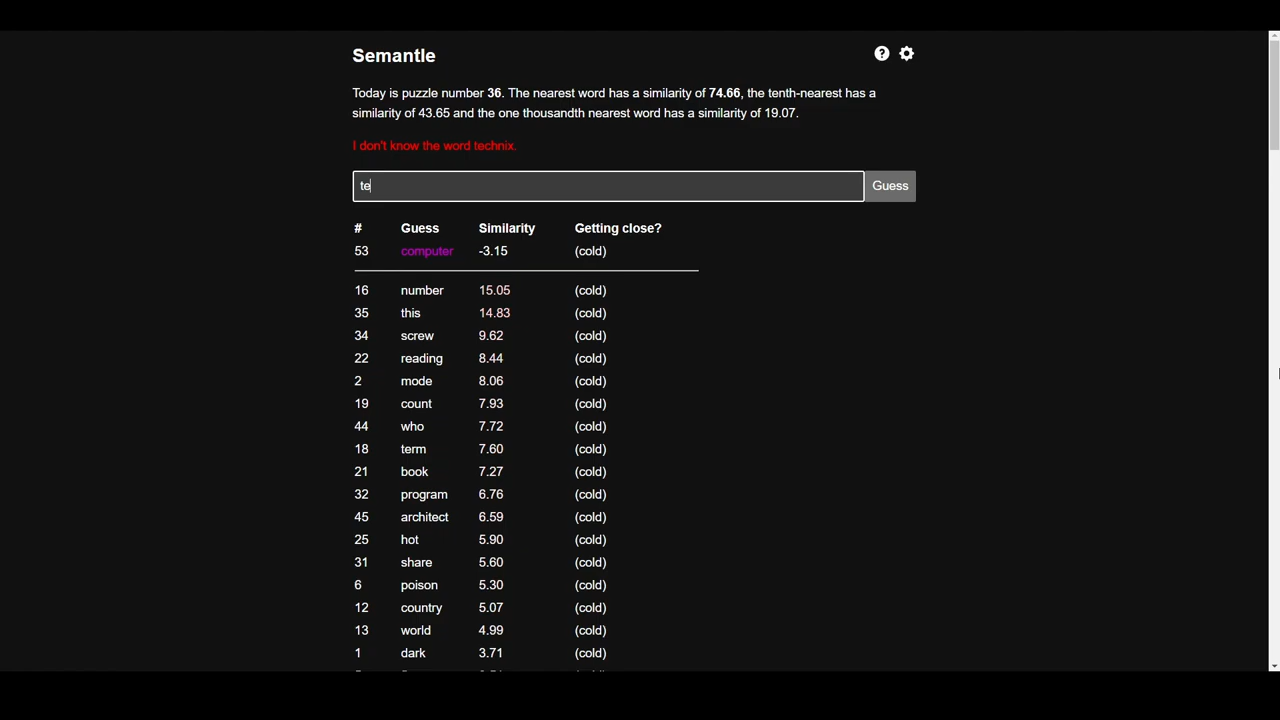 Semantle
Today is puzzle number 36. The nearest word has a similarity of 74.66, the tenth-nearest has a
similarity of 43.65 and the one thousandth nearest word has a similarity of 19.07.
I don't know the word technix.
te Guess
# Guess Similarity Getting close?
53 computer -3.15 (cold)
16 number 15.05 (cold)
35 this 14.83 (cold)
34 screw 9.62 (cold)
22 reading 8.44 (cold)
2 mode 8.06 (cold)
19 count 7.93 (cold)
44 who 7.72 (cold)
18 term 7.60 (cold)
21 book 7.27 (cold)
32 program 6.76 (cold)
45 architect 6.59 (cold)
25 hot 5.90 (cold)
31 share 5.60 (cold)
6 poison 5.30 (cold)
12 country 5.07 (cold)
13 world 4.99 (cold)
1 dark 3.71 (cold)